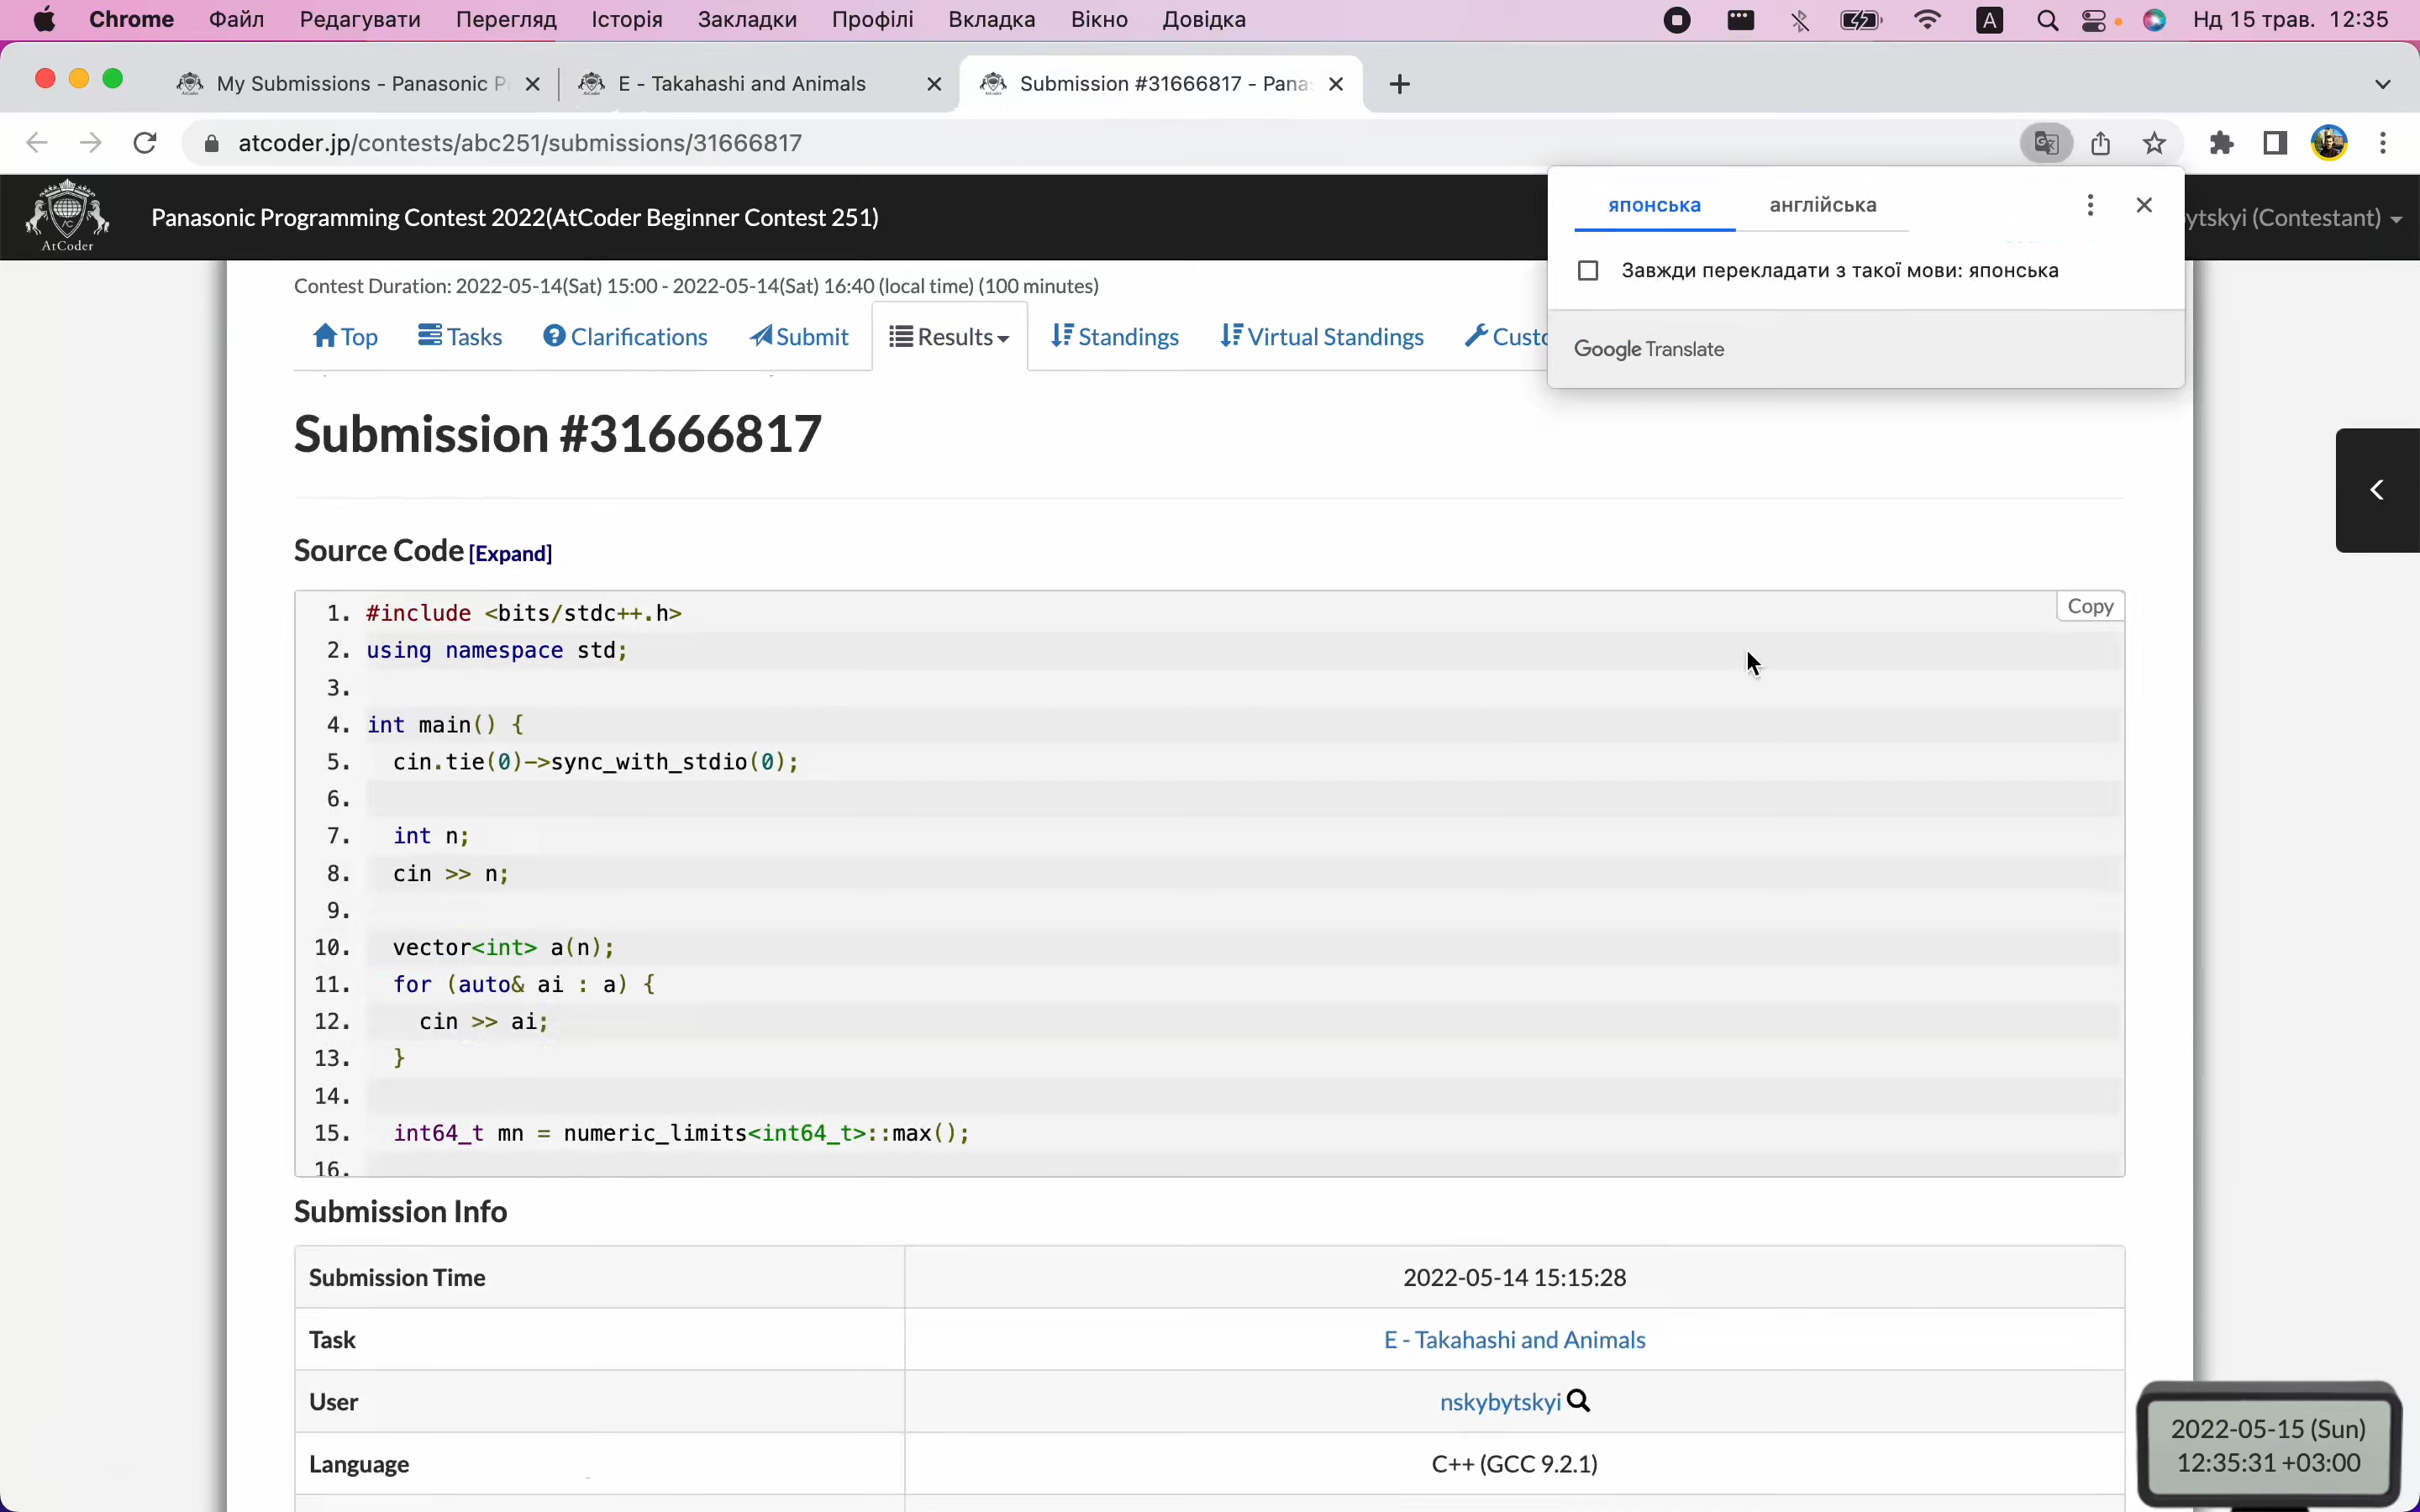 Chrome Файл Редагувати Перегляд Історія Закладки Профілі Вкладка Вікно Довідка A Нд 15 трав. 12:35
My Submissions - Panasonic P E - Takahashi and Animals Submission #31666817 - Pana
atcoder.jp/contests/abc251/submissions/31666817
AtCoder
Panasonic Programming Contest 2022(AtCoder Beginner Contest 251)
ytskyi (Contestant)
японська англійська
Завжди перекладати з такої мови: японська
Google Translate
Contest Duration: 2022-05-14(Sat) 15:00 - 2022-05-14(Sat) 16:40 (local time) (100 minutes)
Top Tasks Clarifications Submit Results Standings Virtual Standings Custo
Submission #31666817
Source Code [Expand]
Copy
1. #include <bits/stdc++.h>
2. using namespace std;
3.
4. int main() {
5. cin.tie(0)->sync_with_stdio(0);
6.
7. int n;
8. cin >> n;
9.
10. vector<int> a(n);
11. for (auto& ai : a) {
12. cin >> ai;
13. }
14.
15. int64_t mn = numeric_limits<int64_t>::max();
16.
Submission Info
Submission Time 2022-05-14 15:15:28
Task E - Takahashi and Animals
User nskybytskyi
Language C++ (GCC 9.2.1)
2022-05-15 (Sun)
12:35:31 +03:00